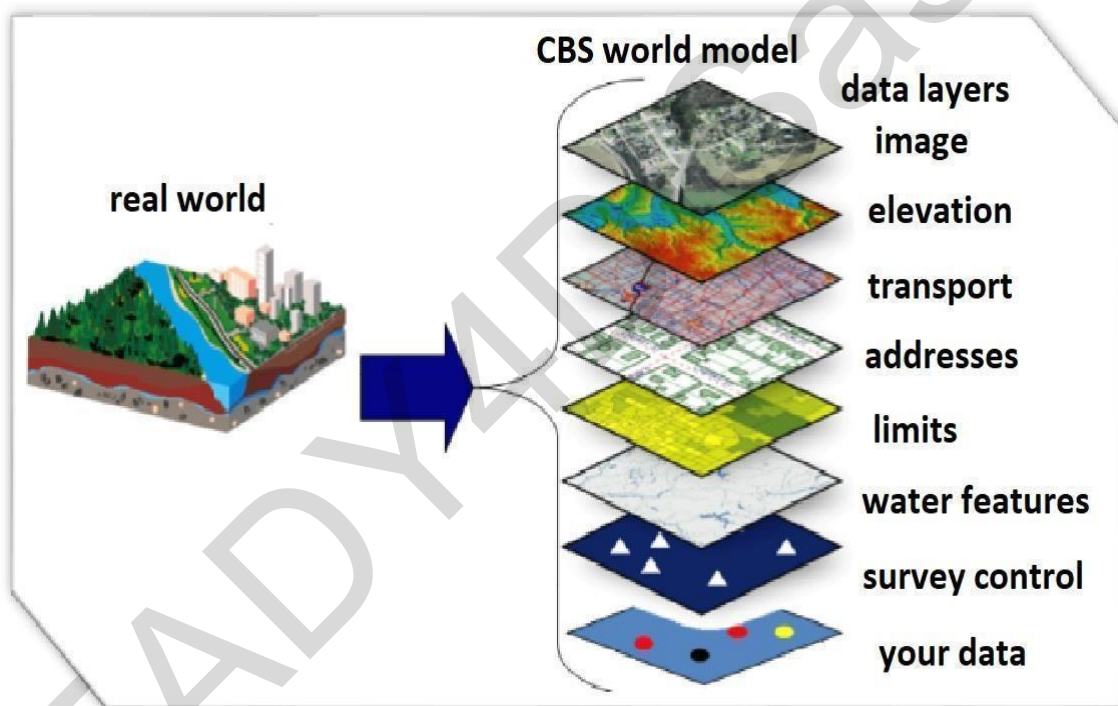 CBS world model
data layers
image
real world
elevation
transport
addresses
limits
water features
survey control
your data